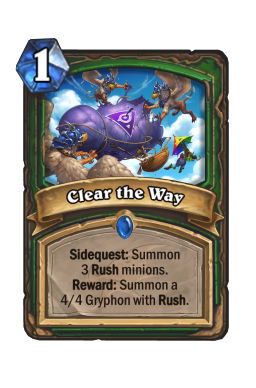 1
Clear the Way
Sidequest: Summon
3 Rush minions.
Reward: Summon a
4/4 Gryphon with Rush.